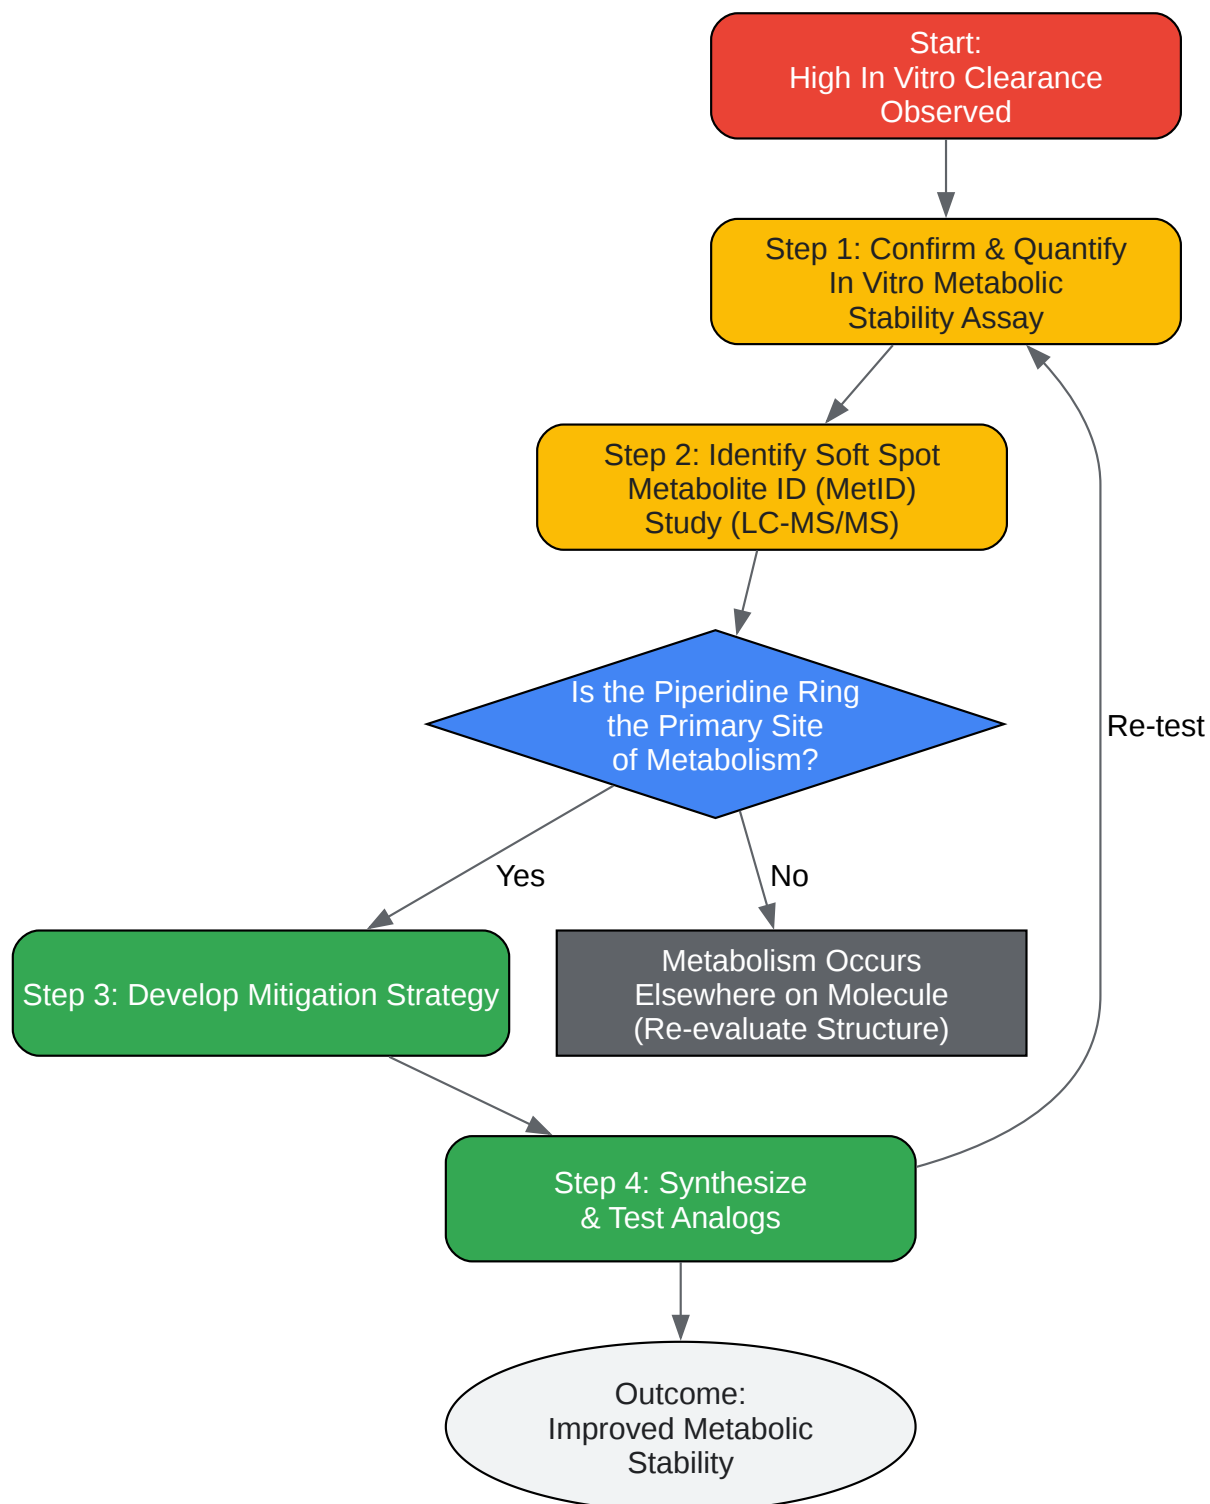 Start:
High In Vitro Clearance
Observed
Step 1: Confirm & Quantify
In Vitro Metabolic
Stability Assay
Step 2: Identify Soft Spot
Metabolite ID (MetID)
Study (LC-MS/MS)
Is the Piperidine Ring
the Primary Site
of Metabolism?
Re-test
Yes
No
Step 3: Develop Mitigation Strategy
Metabolism Occurs
Elsewhere on Molecule
(Re-evaluate Structure)
Step 4: Synthesize
& Test Analogs
Outcome:
Improved Metabolic
Stability